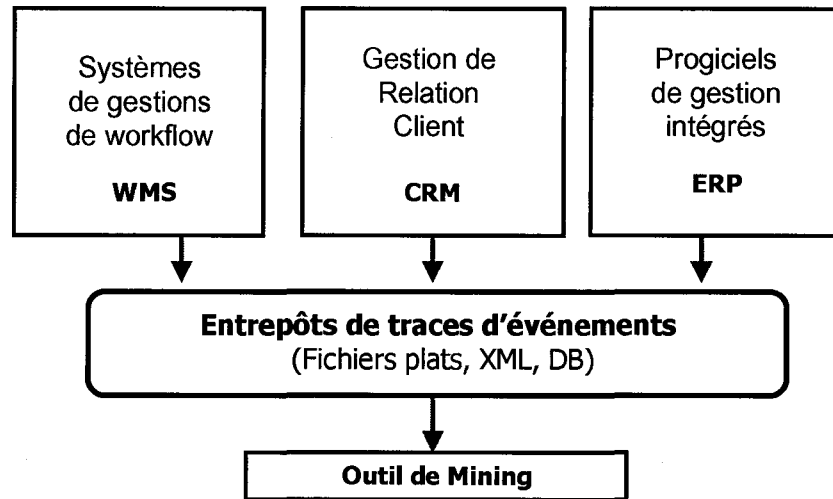 Systèmes
de gestions
de workflow
WMS
Gestion de
Relation
Client
CRM
Progiciels
de gestion
intégrés
ERP
Entrepôts de traces d'événements
(Fichiers plats, XML, DB)
Outil de Mining